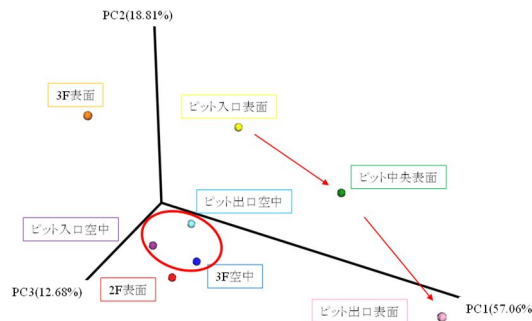 PC2(18.81%)
3F表面
ピット入口表面
ピット中央表面
ピット出口空中
ピット入口空中
3F空中
2F表面
PC3(12.68%)
PC1(57.06%)
ピット出口表面